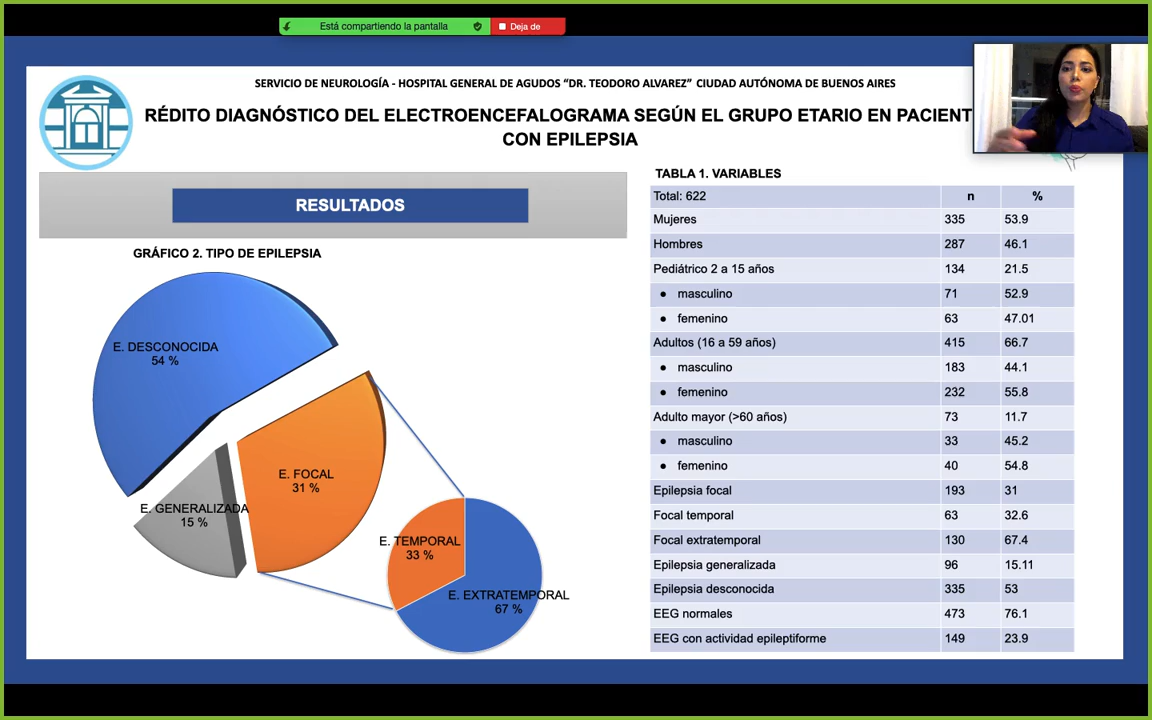 Está compartiendo la pantalla
Deja de
SERVICIO DE NEUROLOGÍA - HOSPITAL GENERAL DE AGUDOS “DR. TEODORO ALVAREZ” CIUDAD AUTÓNOMA DE BUENOS AIRES
RÉDITO DIAGNÓSTICO DEL ELECTROENCEFALOGRAMA SEGÚN EL GRUPO ETARIO EN PACIENT
CON EPILEPSIA
RESULTADOS
GRÁFICO 2. TIPO DE EPILEPSIA
E. DESCONOCIDA
54 %
E. FOCAL
31 %
E. GENERALIZADA
15 %
E. TEMPORAL
33 %
E. EXTRATEMPORAL
67 %
TABLA 1. VARIABLES
Total: 622 n %
Mujeres 335 53.9
Hombres 287 46.1
Pediátrico 2 a 15 años 134 21.5
● masculino 71 52.9
● femenino 63 47.01
Adultos (16 a 59 años) 415 66.7
● masculino 183 44.1
● femenino 232 55.8
Adulto mayor (>60 años) 73 11.7
● masculino 33 45.2
● femenino 40 54.8
Epilepsia focal 193 31
Focal temporal 63 32.6
Focal extratemporal 130 67.4
Epilepsia generalizada 96 15.11
Epilepsia desconocida 335 53
EEG normales 473 76.1
EEG con actividad epileptiforme 149 23.9